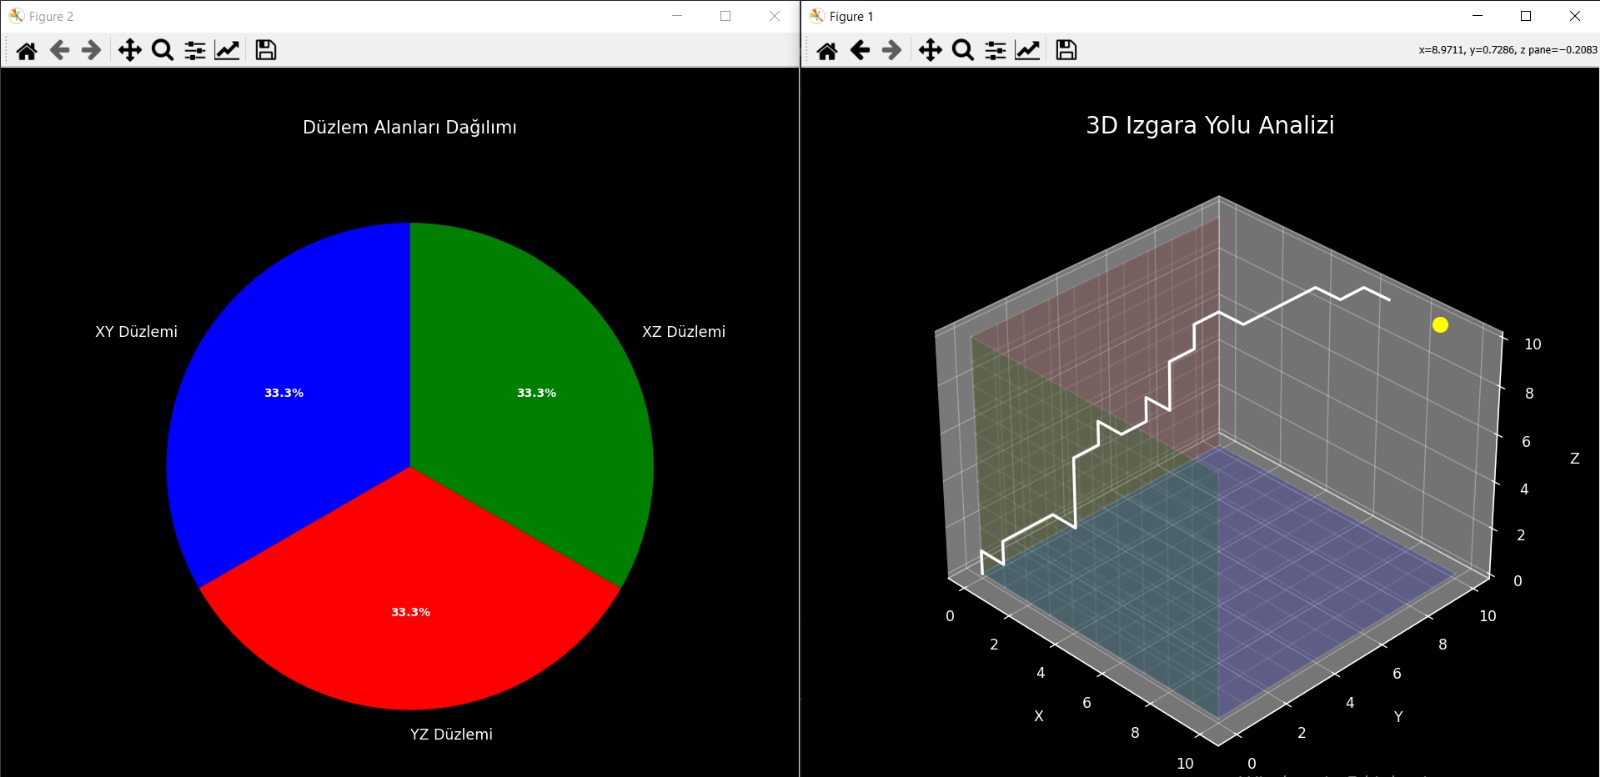 Figure 2
Düzlem Alanları Dağılımı
XY Düzlemi
XZ Düzlemi
33.3%
33.3%
33.3%
YZ Düzlemi
Figure 1
x=8.9711, y=0.7286, z pane=−0.2083
3D Izgara Yolu Analizi
10
8
6
4
2
0
Z
0
2
4
6
8
10
X
10
8
6
4
2
0
Y